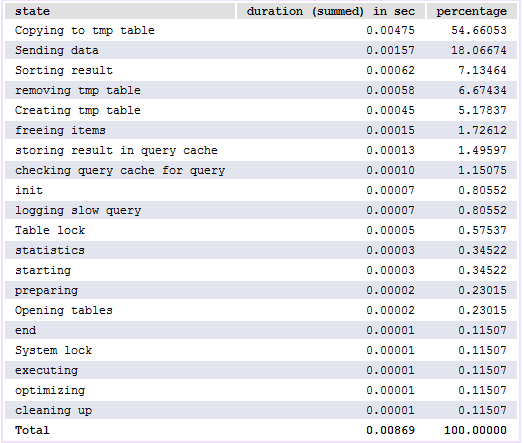 state duration (summed) in sec percentage
Copying to tmp table 0.00475 54.66053
Sending data 0.00157 18.06674
Sorting result 0.00062 7.13464
removing tmp table 0.00058 6.67434
Creating tmp table 0.00045 5.17837
freeing items 0.00015 1.72612
storing result in query cache 0.00013 1.49597
checking query cache for query 0.00010 1.15075
init 0.00007 0.80552
logging slow query 0.00007 0.80552
Table lock 0.00005 0.57537
statistics 0.00003 0.34522
starting 0.00003 0.34522
preparing 0.00002 0.23015
Opening tables 0.00002 0.23015
end 0.00001 0.11507
System lock 0.00001 0.11507
executing 0.00001 0.11507
optimizing 0.00001 0.11507
cleaning up 0.00001 0.11507
Total 0.00869 100.00000